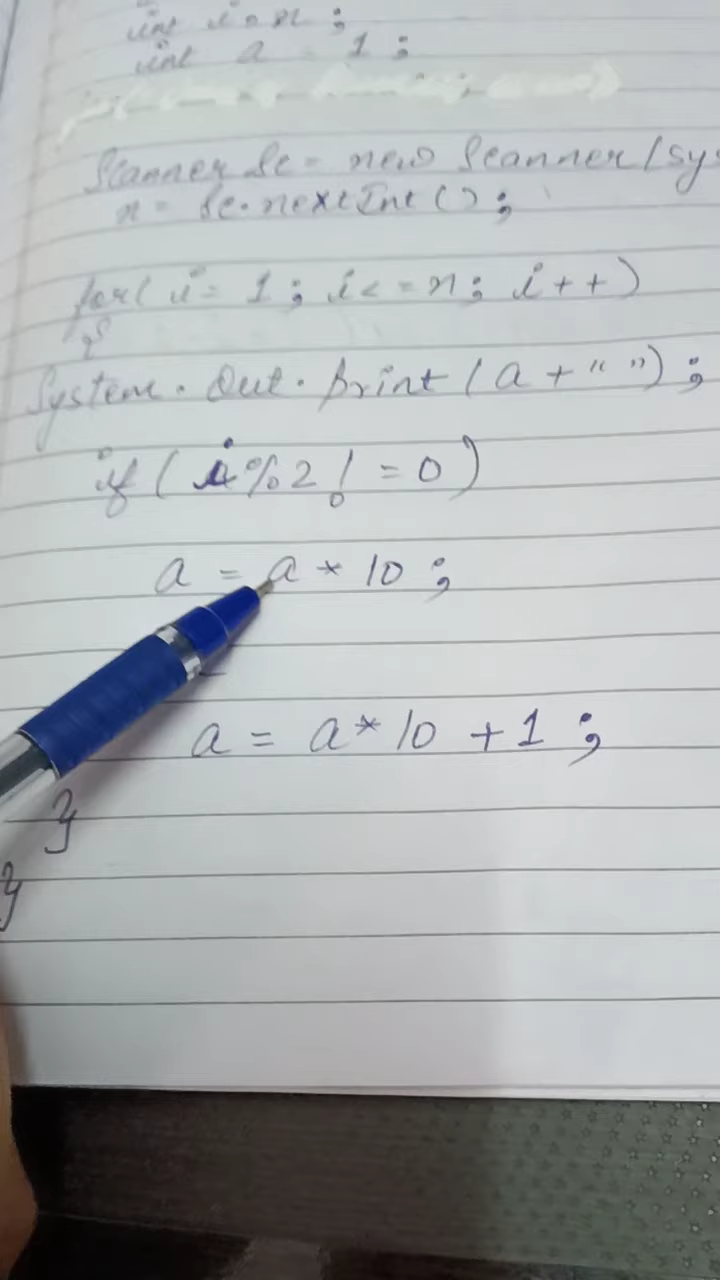 int i, n ;
int a = 1 ;
Scanner Sc = new Scanner(Sys
n = Sc.nextInt();
for( i = 1 ; i <= n ; i++)
{
System.Out.print(a + " ");
if ( i%2 != 0)
a = a * 10 ;
a = a*10 + 1 ;
}
}